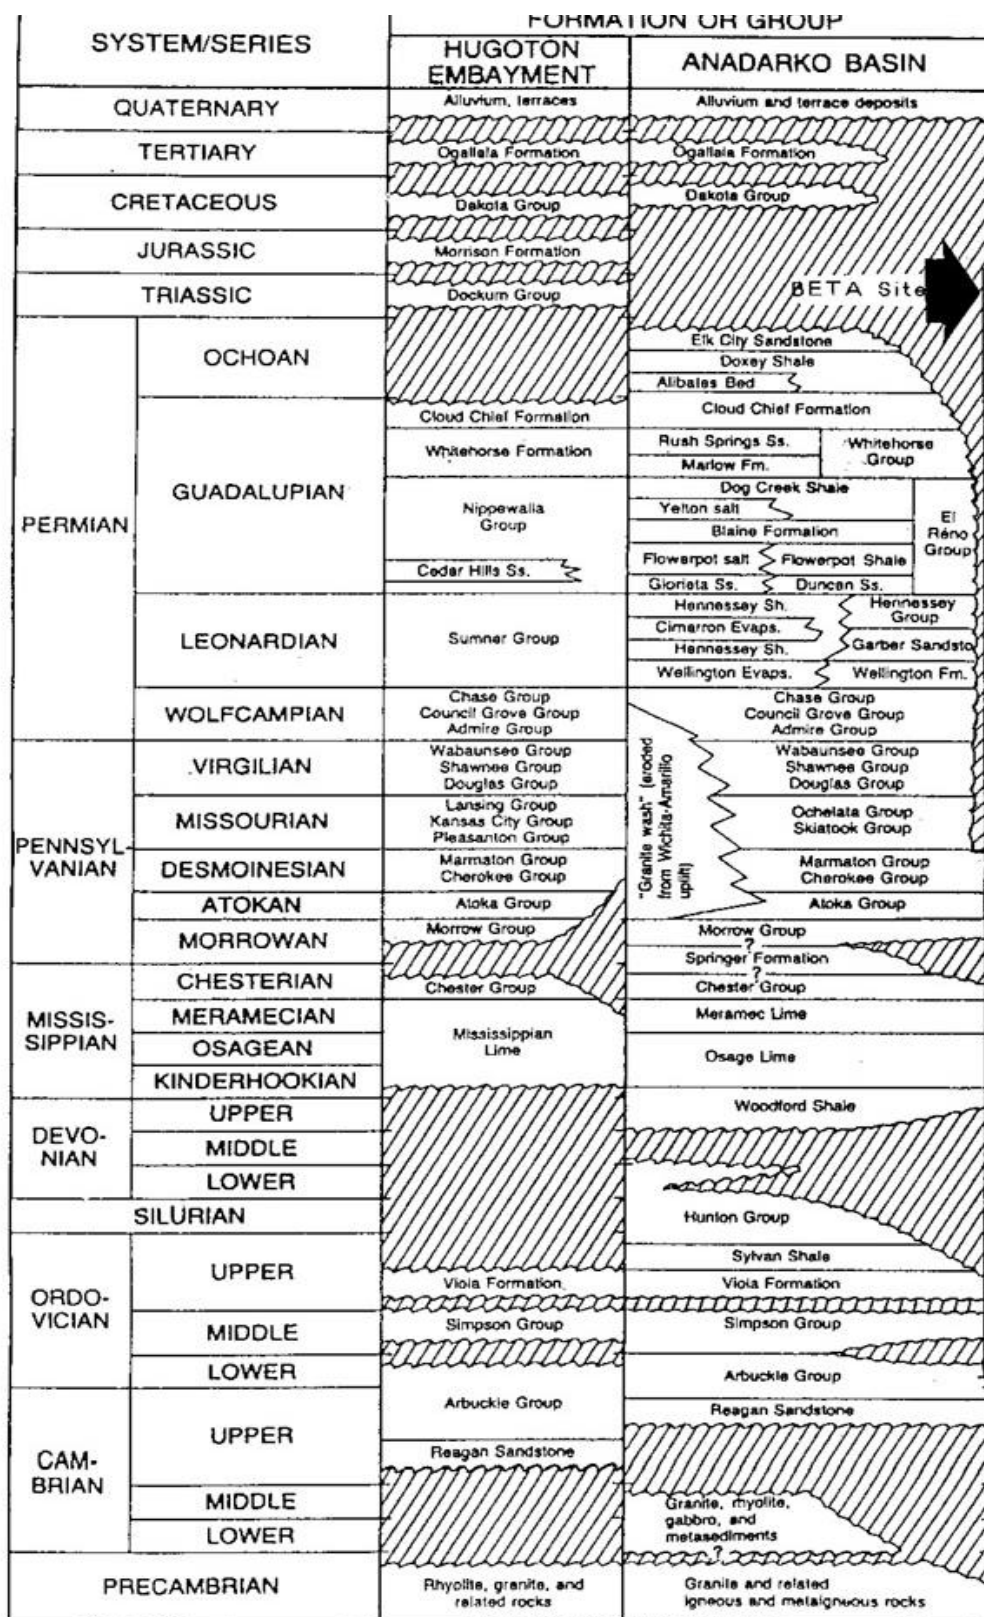 FORMATION OR GROUP
SYSTEM/SERIES
HUGOTON
EMBAYMENT
ANADARKO BASIN
QUATERNARY
Alluvium, terraces
Alluvium and terrace deposits
TERTIARY
Ogallala Formation
Ogallala Formation
CRETACEOUS
Dakota Group
Dakota Group
JURASSIC
Morrison Formation
TRIASSIC
Dockum Group
BETA Site
PERMIAN
OCHOAN
Elk City Sandstone
Doxey Shale
Alibates Bed
GUADALUPIAN
Cloud Chief Formation
Cloud Chief Formation
Whitehorse Formation
Rush Springs Ss.
Marlow Fm.
Whitehorse
Group
Nippewalla
Group
Dog Creek Shale
Yelton salt
Blaine Formation
El
Reno
Group
Cedar Hills Ss.
Flowerpot salt
Flowerpot Shale
Glorieta Ss.
Duncan Ss.
LEONARDIAN
Sumner Group
Hennessey Sh.
Hennessey
Group
Cimarron Evaps.
Garber Sandsto
Hennessey Sh.
Wellington Evaps.
Wellington Fm.
WOLFCAMPIAN
Chase Group
Council Grove Group
Admire Group
Chase Group
Council Grove Group
Admire Group
PENNSYL-
VANIAN
VIRGILIAN
Wabaunsee Group
Shawnee Group
Douglas Group
"Granite wash" (eroded
from Wichita-Amarillo
uplift)
Wabaunsee Group
Shawnee Group
Douglas Group
MISSOURIAN
Lansing Group
Kansas City Group
Pleasanton Group
Ochelata Group
Skiatook Group
DESMOINESIAN
Marmaton Group
Cherokee Group
Marmaton Group
Cherokee Group
ATOKAN
Atoka Group
Atoka Group
MORROWAN
Morrow Group
Morrow Group
?
Springer Formation
?
MISSIS-
SIPPIAN
CHESTERIAN
Chester Group
Chester Group
MERAMECIAN
Mississippian
Lime
Meramec Lime
OSAGEAN
Osage Lime
KINDERHOOKIAN
DEVO-
NIAN
UPPER
Woodford Shale
MIDDLE
LOWER
SILURIAN
Hunton Group
ORDO-
VICIAN
UPPER
Sylvan Shale
Viola Formation
Viola Formation
MIDDLE
Simpson Group
Simpson Group
LOWER
Arbuckle Group
Arbuckle Group
CAM-
BRIAN
UPPER
Reagan Sandstone
Reagan Sandstone
MIDDLE
LOWER
Granite, rhyolite,
gabbro, and
metasediments
?
PRECAMBRIAN
Rhyolite, granite, and
related rocks
Granite and related
igneous and metaigneous rocks